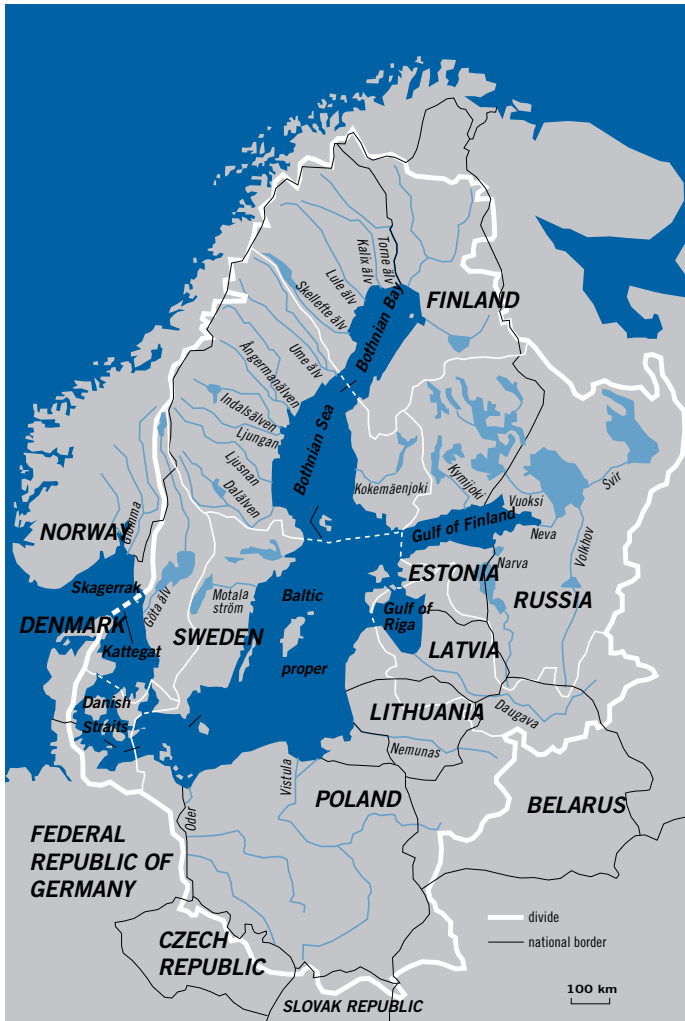 Torne älv
Kalix älv
Lule älv
Skellefte älv
FINLAND
Bothnian Bay
Ume älv
Ångermanälven
Indalsälven
Ljungan
Bothnian Sea
Ljusnan
Dalälven
Kokemäenjoki
Kymijoki
Vuoksi
Svir
Glomma
NORWAY
Gulf of Finland
Neva
Volkhov
Skagerrak
Göta älv
Motala
ström
Baltic
ESTONIA
Narva
RUSSIA
DENMARK
SWEDEN
Gulf of
Riga
Kattegat
LATVIA
proper
Danish
Straits
LITHUANIA
Daugava
Nemunas
Vistula
Oder
POLAND
BELARUS
FEDERAL
REPUBLIC OF
GERMANY
divide
national border
CZECH
REPUBLIC
100 km
SLOVAK REPUBLIC